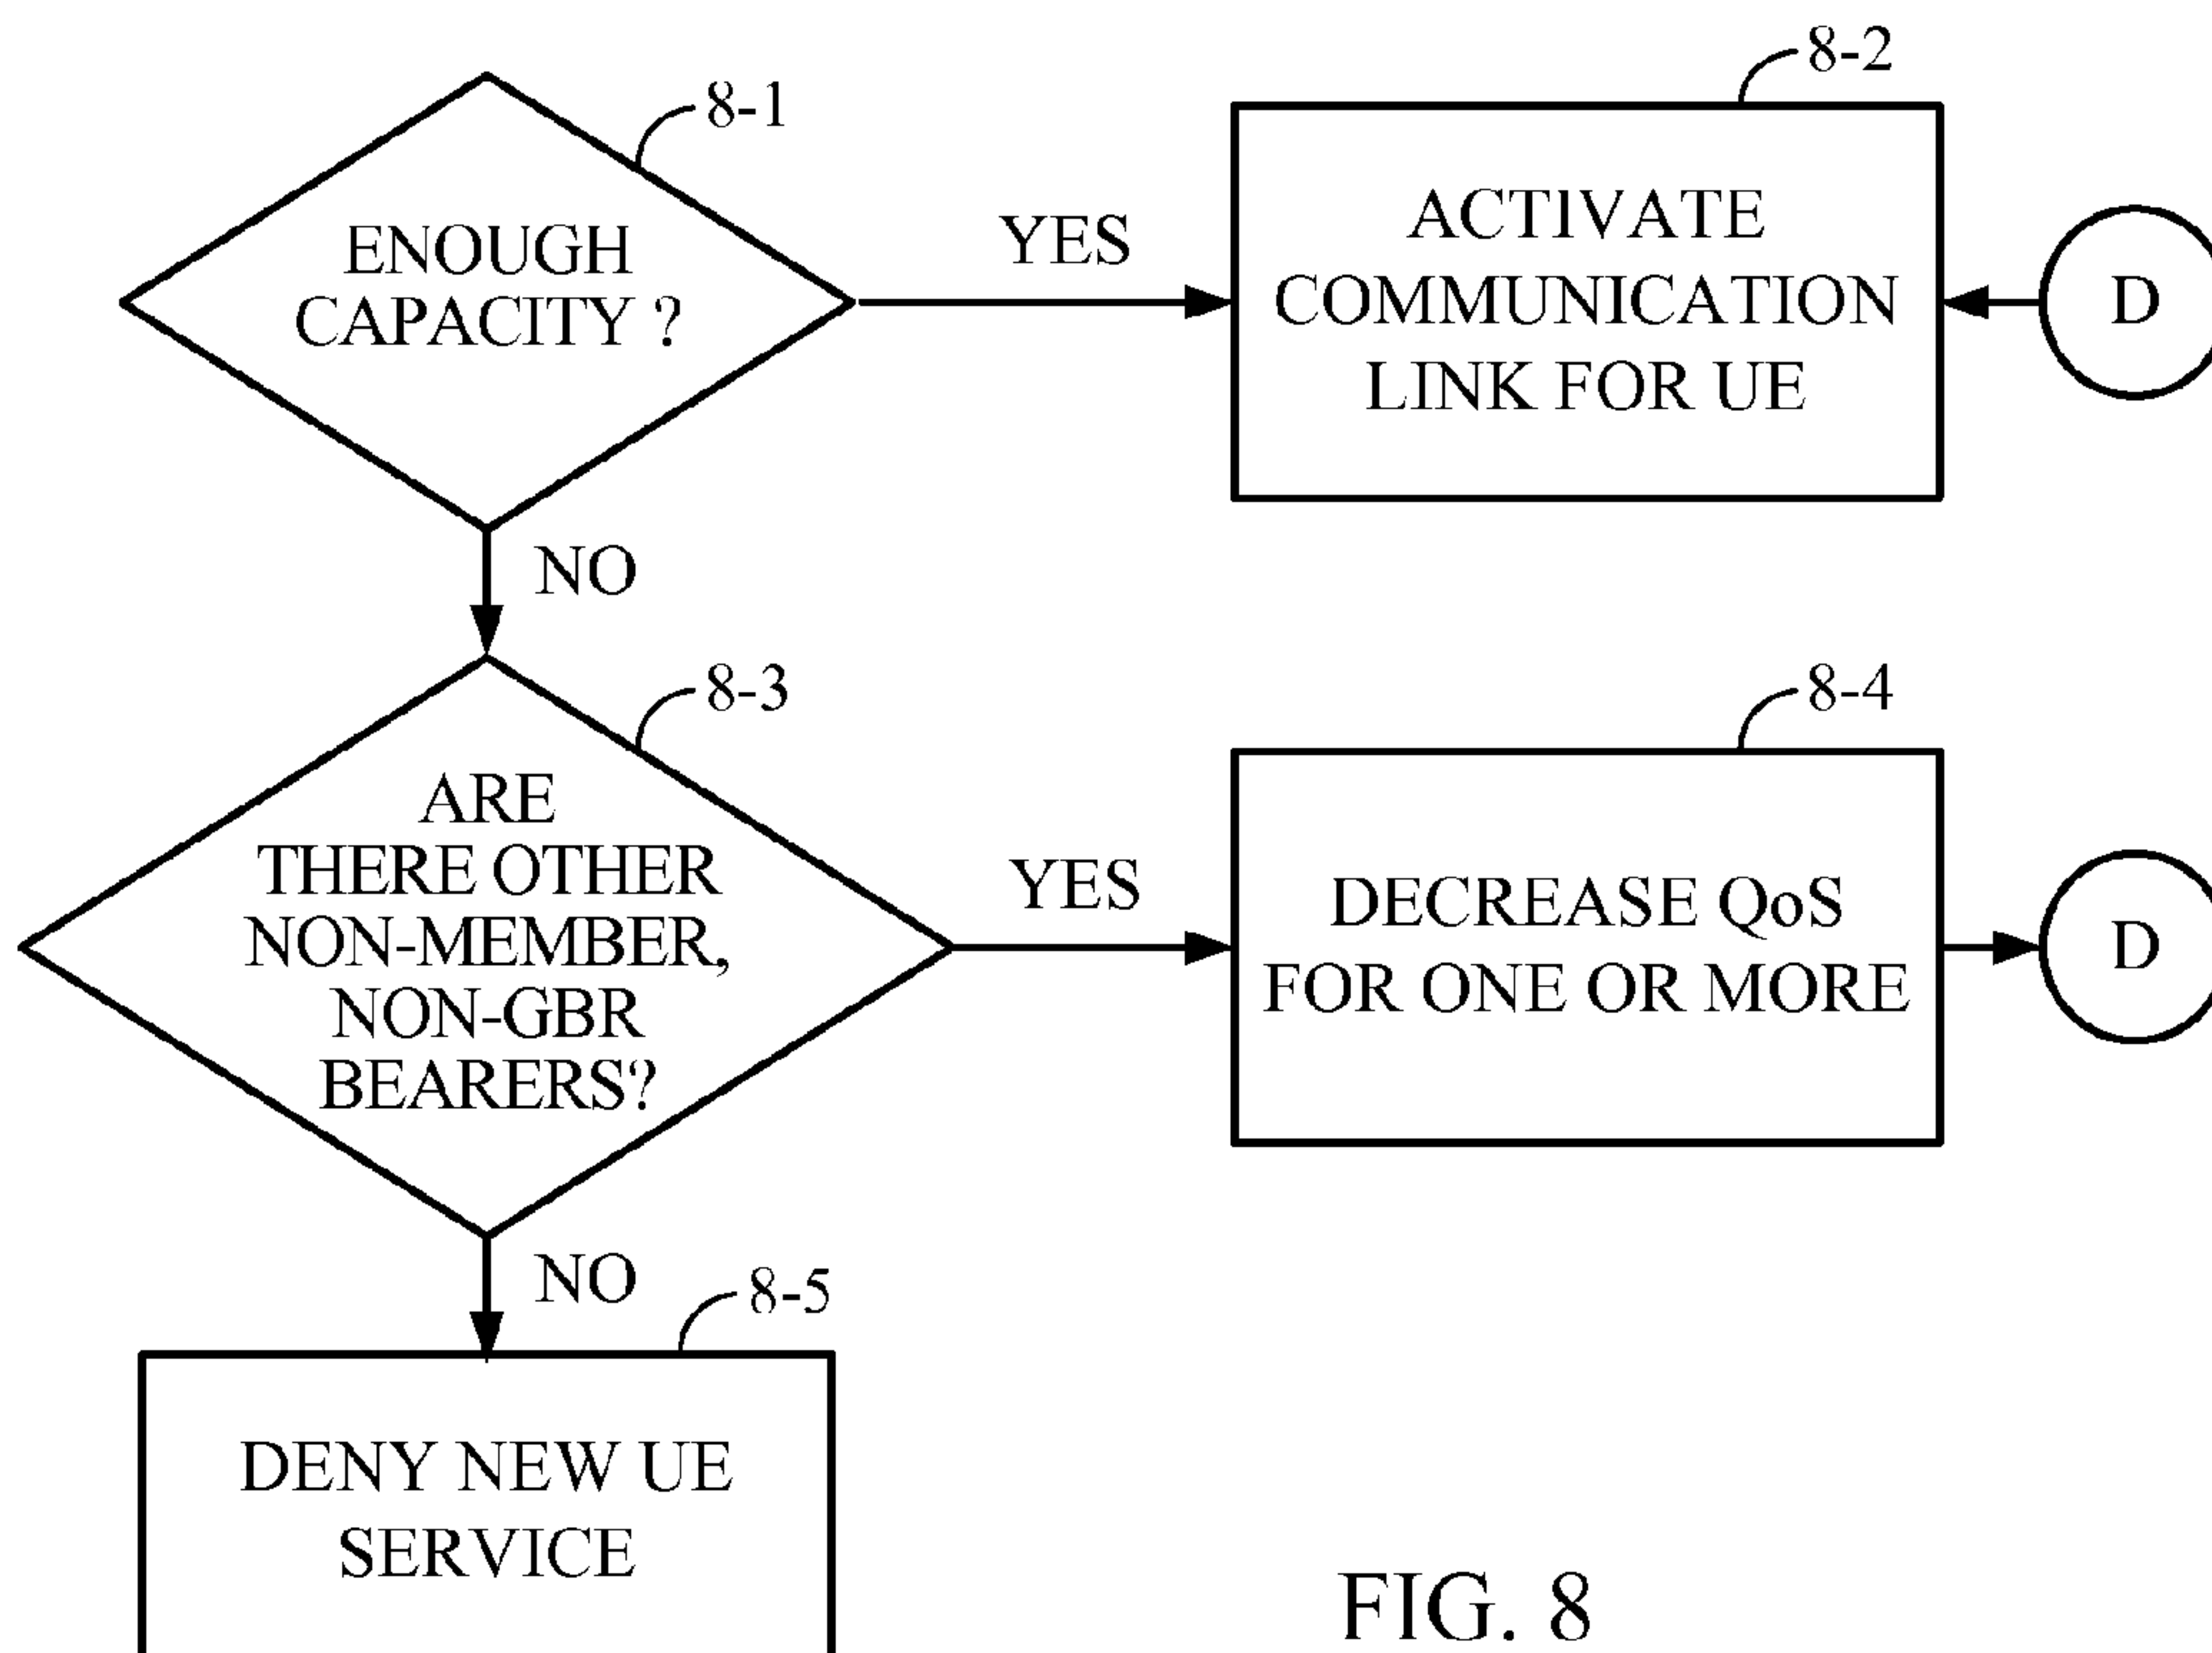 8-1
ENOUGH
CAPACITY ?
YES
8-2
ACTIVATE
COMMUNICATION
LINK FOR UE
D
NO
8-3
ARE
THERE OTHER
NON-MEMBER,
NON-GBR
BEARERS?
YES
8-4
DECREASE QoS
FOR ONE OR MORE
D
NO
8-5
DENY NEW UE
SERVICE
FIG. 8